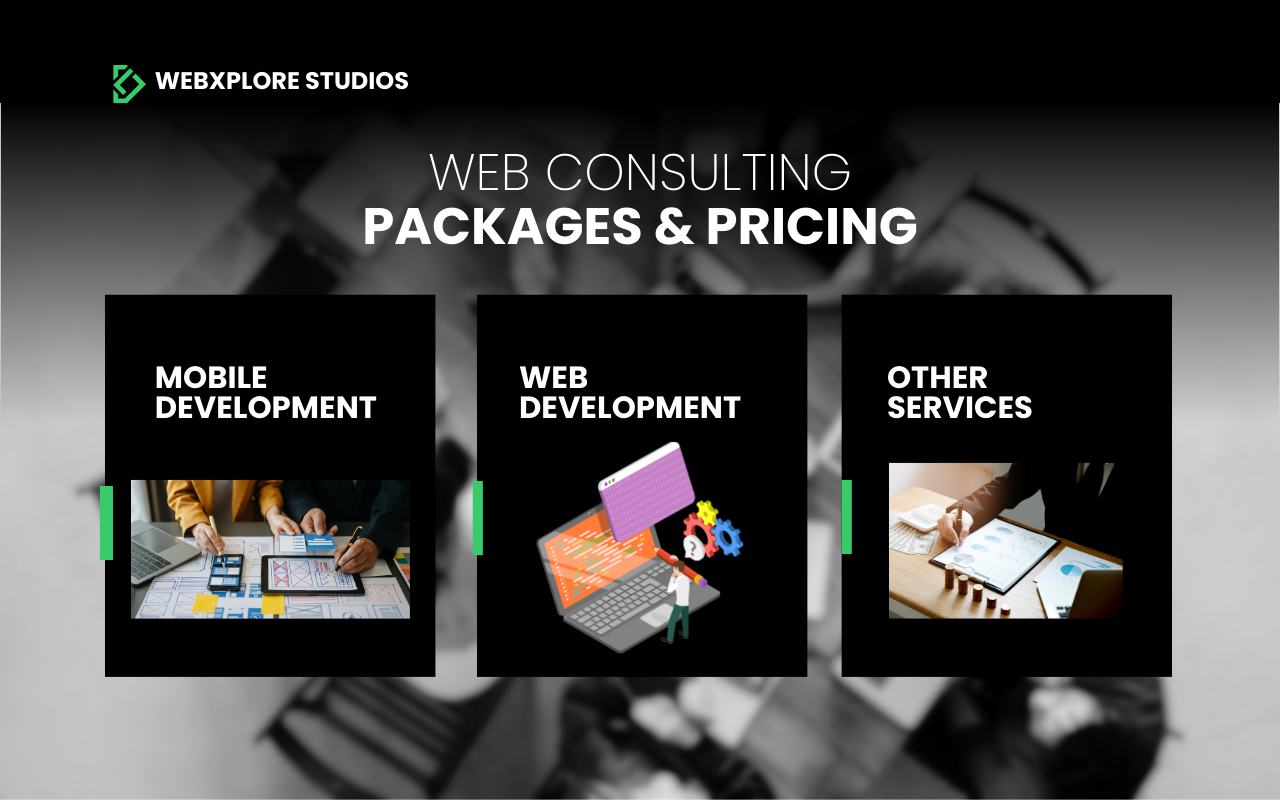 WEBXPLORE STUDIOS
WEB CONSULTING
PACKAGES & PRICING
MOBILE
DEVELOPMENT
WEB
DEVELOPMENT
OTHER
SERVICES